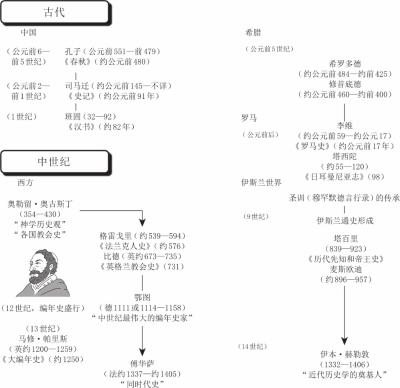 古代
中国
（公元前6—
前5世纪）
孔子（公元前551—前479）
《春秋》（约公元前480）
（公元前2—
前1世纪）
司马迁（约公元前145—不详）
《史记》（约公元前91年）
（1世纪）
班固（32—92）
《汉书》（约82年）
希腊
（公元前5世纪）
希罗多德
（约公元前484—约前425）
修昔底德
（约公元前460—约前400）
罗马
（公元前后）
李维
（约公元前59—约公元17）
《罗马史》（约公元前17年）
塔西陀
（约55—120）
《日耳曼尼亚志》（98）
伊斯兰世界
圣训（穆罕默德言行录）的传承
（9世纪）
伊斯兰通史形成
塔百里
（839—923）
《历代先知和帝王史》
麦斯欧迪
（约896—957）
（14世纪）
伊本·赫勒敦
（1332—1406）
“近代历史学的奠基人”
中世纪
西方
奥勒留·奥古斯丁
（354—430）
“神学历史观”
“各国教会史”
格雷戈里（约539—594）
《法兰克人史》（约576）
比德（英约673—735）
《英格兰教会史》（731）
（12世纪，编年史盛行）
鄂图
（德1111或1114—1158）
“中世纪最伟大的编年史家”
（13世纪）
马修·帕里斯
（英约1200—1259）
《大编年史》（约1250）
傅华萨
（法约1337—约1405）
“同时代史”